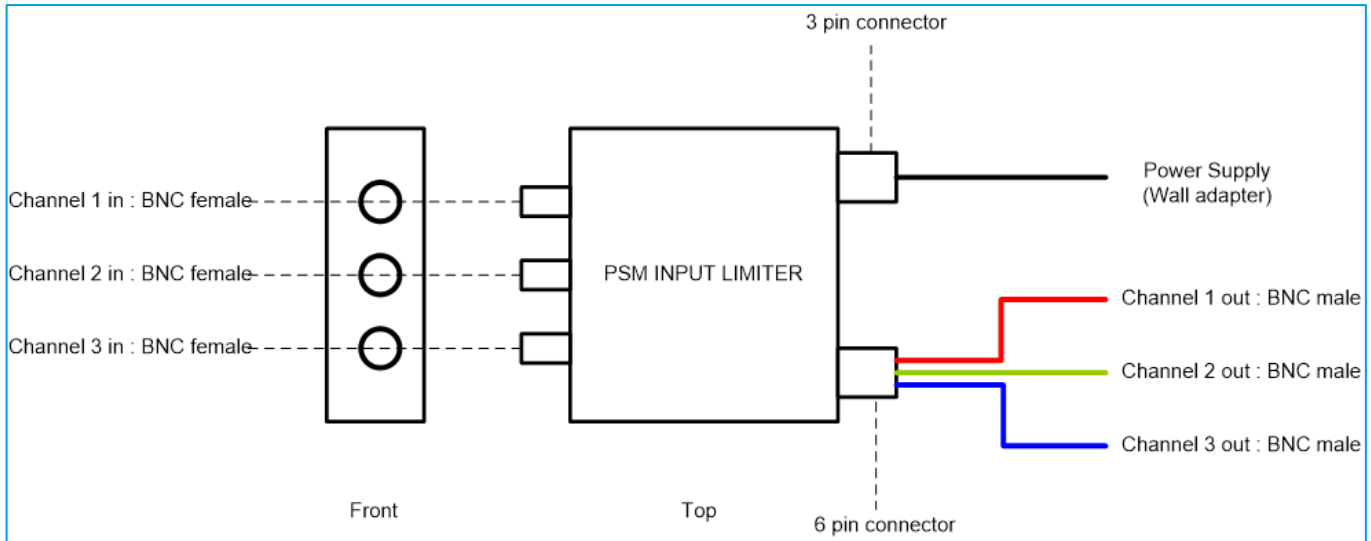 3 pin connector
Channel 1 in : BNC female
Channel 2 in : BNC female
Channel 3 in : BNC female
PSM INPUT LIMITER
Power Supply
(Wall adapter)
Channel 1 out : BNC male
Channel 2 out : BNC male
Channel 3 out : BNC male
Front
Top
6 pin connector